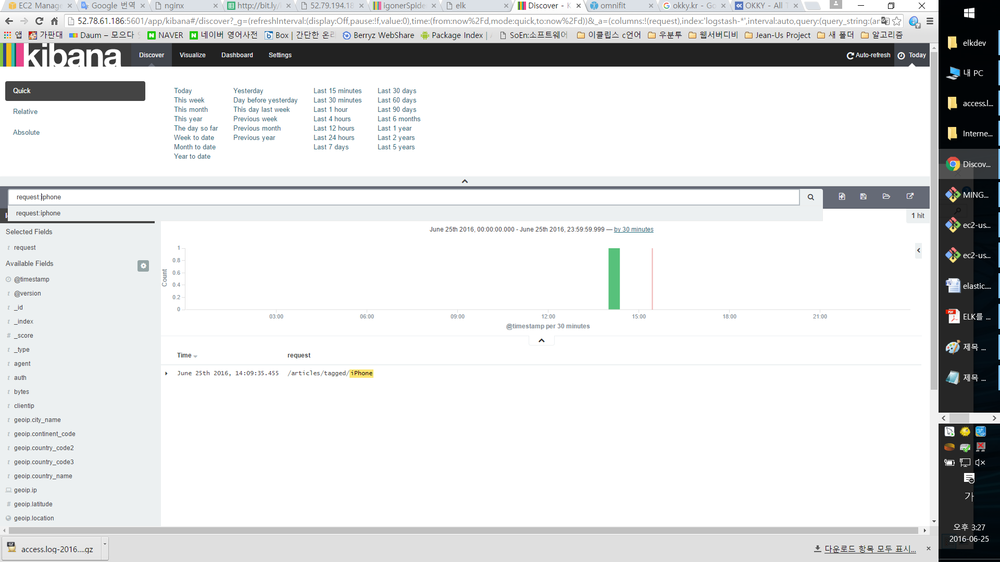 EC2 Manag
Google 번역
nginx
http://bit.ly/
52.79.194.18
igonerSpide
elk
Discover - K
omnifit
okky.kr - Go
OKKY - All T
52.78.61.186:5601/app/kibana#/discover?_g=(refreshInterval:(display:Off,pause:!f,value:0),time:(from:now%2Fd,mode:quick,to:now%2Fd))&_a=(columns:!(request),index:'logstash-*',interval:auto,query:(query_string:(an
앱
가판대
Daum – 모으다
NAVER
네이버 영어사전
Box | 간단한 온라
Berryz WebShare
Package Index |
SoEn:소프트웨어
이클립스 c언어
우분투
웹서버디비
Jean-Us Project
새 폴더
알고리즘
kibana
Discover
Visualize
Dashboard
Settings
Auto-refresh
Today
Quick
Relative
Absolute
Today
This week
This month
This year
The day so far
Week to date
Month to date
Year to date
Yesterday
Day before yesterday
This day last week
Previous week
Previous month
Previous year
Last 15 minutes
Last 30 minutes
Last 1 hour
Last 4 hours
Last 12 hours
Last 24 hours
Last 7 days
Last 30 days
Last 60 days
Last 90 days
Last 6 months
Last 1 year
Last 2 years
Last 5 years
request:iphone
request:iphone
1 hit
June 25th 2016, 00:00:00.000 - June 25th 2016, 23:59:59.999 — by 30 minutes
Selected Fields
t request
Available Fields
@timestamp
t @version
t _id
t _index
# _score
t _type
t agent
t auth
t bytes
t clientip
t geoip.city_name
t geoip.continent_code
t geoip.country_code2
t geoip.country_code3
t geoip.country_name
geoip.ip
# geoip.latitude
geoip.location
Count
1
0.8
0.6
0.4
0.2
0
03:00
06:00
09:00
12:00
15:00
18:00
21:00
@timestamp per 30 minutes
Time
request
June 25th 2016, 14:09:35.455
/articles/tagged/iPhone
access.log-2016....gz
다운로드 항목 모두 표시...
elkdev
내 PC
access.l...
Interne...
Discov...
MING...
ec2-us...
ec2-us...
elastic....
ELK를 ...
제목 ...
제목 ...
가
오후 3:27
2016-06-25